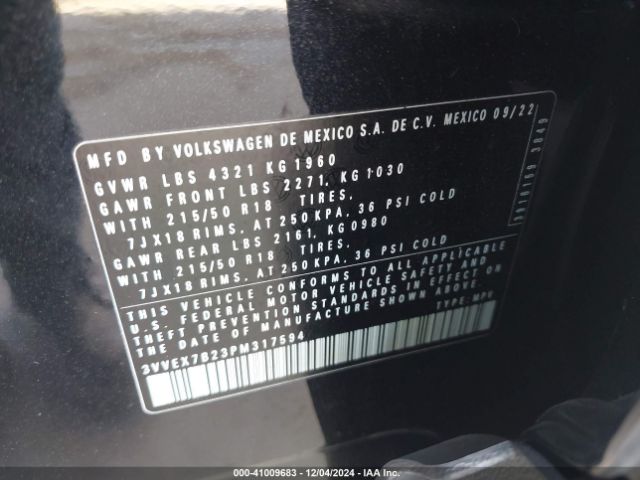 MFD BY VOLKSWAGEN DE MEXICO S.A. DE C.V. MEXICO 09/22
GVWR LBS 4321 KG 1960
GAWR FRONT LBS 2271, KG 1030
WITH 215/50 R18 TIRES,
7JX18 RIMS, AT 250 KPA, 36 PSI COLD
GAWR REAR LBS 2161, KG 0980
WITH 215/50 R18 TIRES,
7JX18 RIMS, AT 250 KPA, 36 PSI COLD
THIS VEHICLE CONFORMS TO ALL APPLICABLE
U.S. FEDERAL MOTOR VEHICLE SAFETY AND
THEFT PREVENTION STANDARDS IN EFFECT ON
THE DATE OF MANUFACTURE SHOWN ABOVE.
3VVEX7B23PM317594 TYPE: MPV
00-41009683 - 12/04/2024 - IAA Inc.